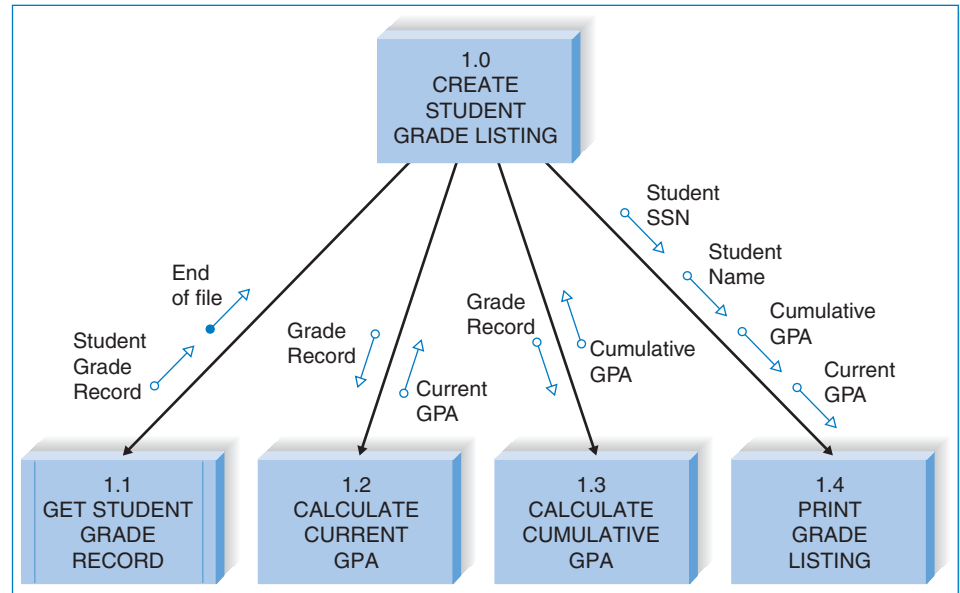 1.0
CREATE
STUDENT
GRADE LISTING
Student
SSN
Student
Name
Cumulative
GPA
Current
GPA
End
of file
Student
Grade
Record
Grade
Record
Current
GPA
Grade
Record
Cumulative
GPA
1.1
GET STUDENT
GRADE
RECORD
1.2
CALCULATE
CURRENT
GPA
1.3
CALCULATE
CUMULATIVE
GPA
1.4
PRINT
GRADE
LISTING